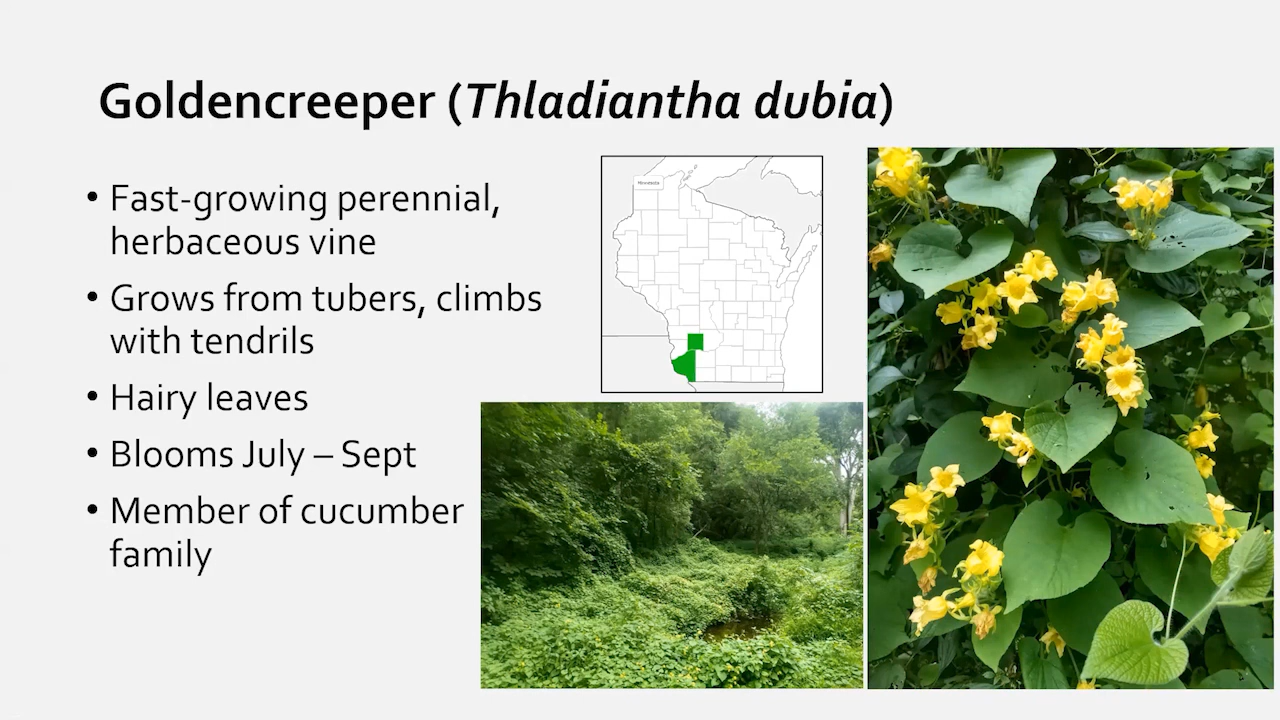 Goldencreeper (Thladiantha dubia)
• Fast-growing perennial,
herbaceous vine
• Grows from tubers, climbs
with tendrils
• Hairy leaves
• Blooms July – Sept
• Member of cucumber
family
Minnesota